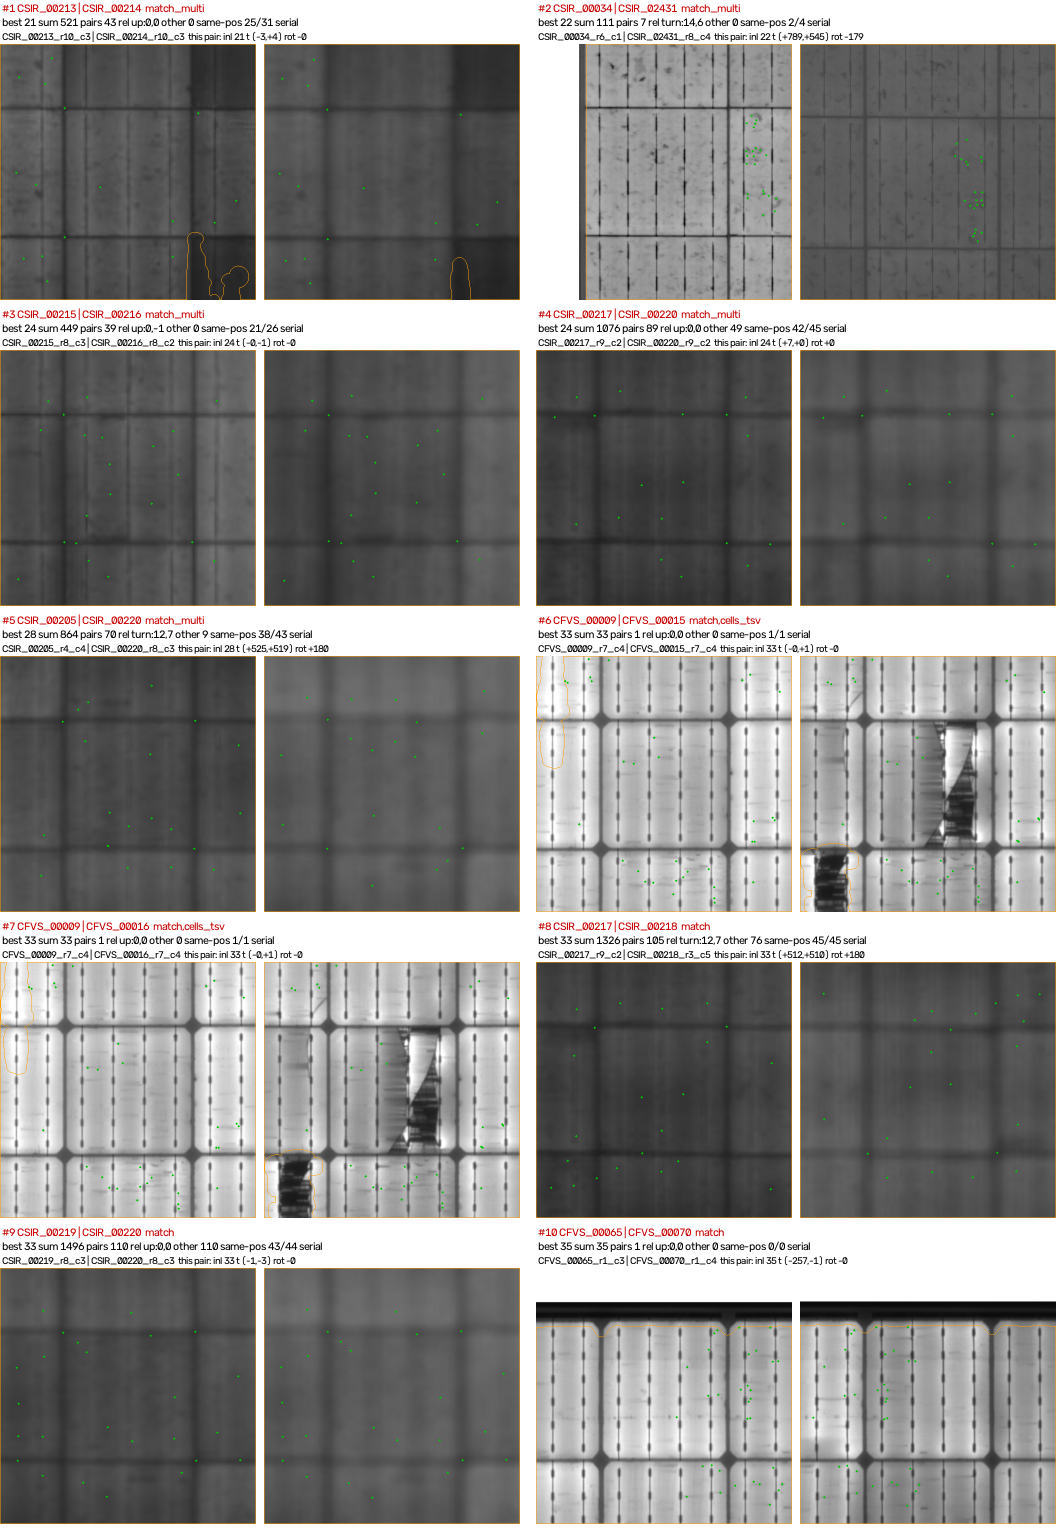 #1 CSIR_00213 | CSIR_00214 match_multi
best 21 sum 521 pairs 43 rel up:0,0 other 0 same-pos 25/31 serial
CSIR_00213_r10_c3 | CSIR_00214_r10_c3 this pair: inl 21 t (-3,+4) rot -0
#2 CSIR_00034 | CSIR_02431 match_multi
best 22 sum 111 pairs 7 rel turn:14,6 other 0 same-pos 2/4 serial
CSIR_00034_r6_c1 | CSIR_02431_r8_c4 this pair: inl 22 t (+789,+545) rot -179
#3 CSIR_00215 | CSIR_00216 match_multi
best 24 sum 449 pairs 39 rel up:0,-1 other 0 same-pos 21/26 serial
CSIR_00215_r8_c3 | CSIR_00216_r8_c2 this pair: inl 24 t (-0,-1) rot -0
#4 CSIR_00217 | CSIR_00220 match_multi
best 24 sum 1076 pairs 89 rel up:0,0 other 49 same-pos 42/45 serial
CSIR_00217_r9_c2 | CSIR_00220_r9_c2 this pair: inl 24 t (+7,+0) rot +0
#5 CSIR_00205 | CSIR_00220 match_multi
best 28 sum 864 pairs 70 rel turn:12,7 other 9 same-pos 38/43 serial
CSIR_00205_r4_c4 | CSIR_00220_r8_c3 this pair: inl 28 t (+525,+519) rot +180
#6 CFVS_00009 | CFVS_00015 match,cells_tsv
best 33 sum 33 pairs 1 rel up:0,0 other 0 same-pos 1/1 serial
CFVS_00009_r7_c4 | CFVS_00015_r7_c4 this pair: inl 33 t (-0,+1) rot -0
#7 CFVS_00009 | CFVS_00016 match,cells_tsv
best 33 sum 33 pairs 1 rel up:0,0 other 0 same-pos 1/1 serial
CFVS_00009_r7_c4 | CFVS_00016_r7_c4 this pair: inl 33 t (-0,+1) rot -0
#8 CSIR_00217 | CSIR_00218 match
best 33 sum 1326 pairs 105 rel turn:12,7 other 76 same-pos 45/45 serial
CSIR_00217_r9_c2 | CSIR_00218_r3_c5 this pair: inl 33 t (+512,+510) rot +180
#9 CSIR_00219 | CSIR_00220 match
best 33 sum 1496 pairs 110 rel up:0,0 other 110 same-pos 43/44 serial
CSIR_00219_r8_c3 | CSIR_00220_r8_c3 this pair: inl 33 t (-1,-3) rot -0
#10 CFVS_00065 | CFVS_00070 match
best 35 sum 35 pairs 1 rel up:0,0 other 0 same-pos 0/0 serial
CFVS_00065_r1_c3 | CFVS_00070_r1_c4 this pair: inl 35 t (-257,-1) rot -0